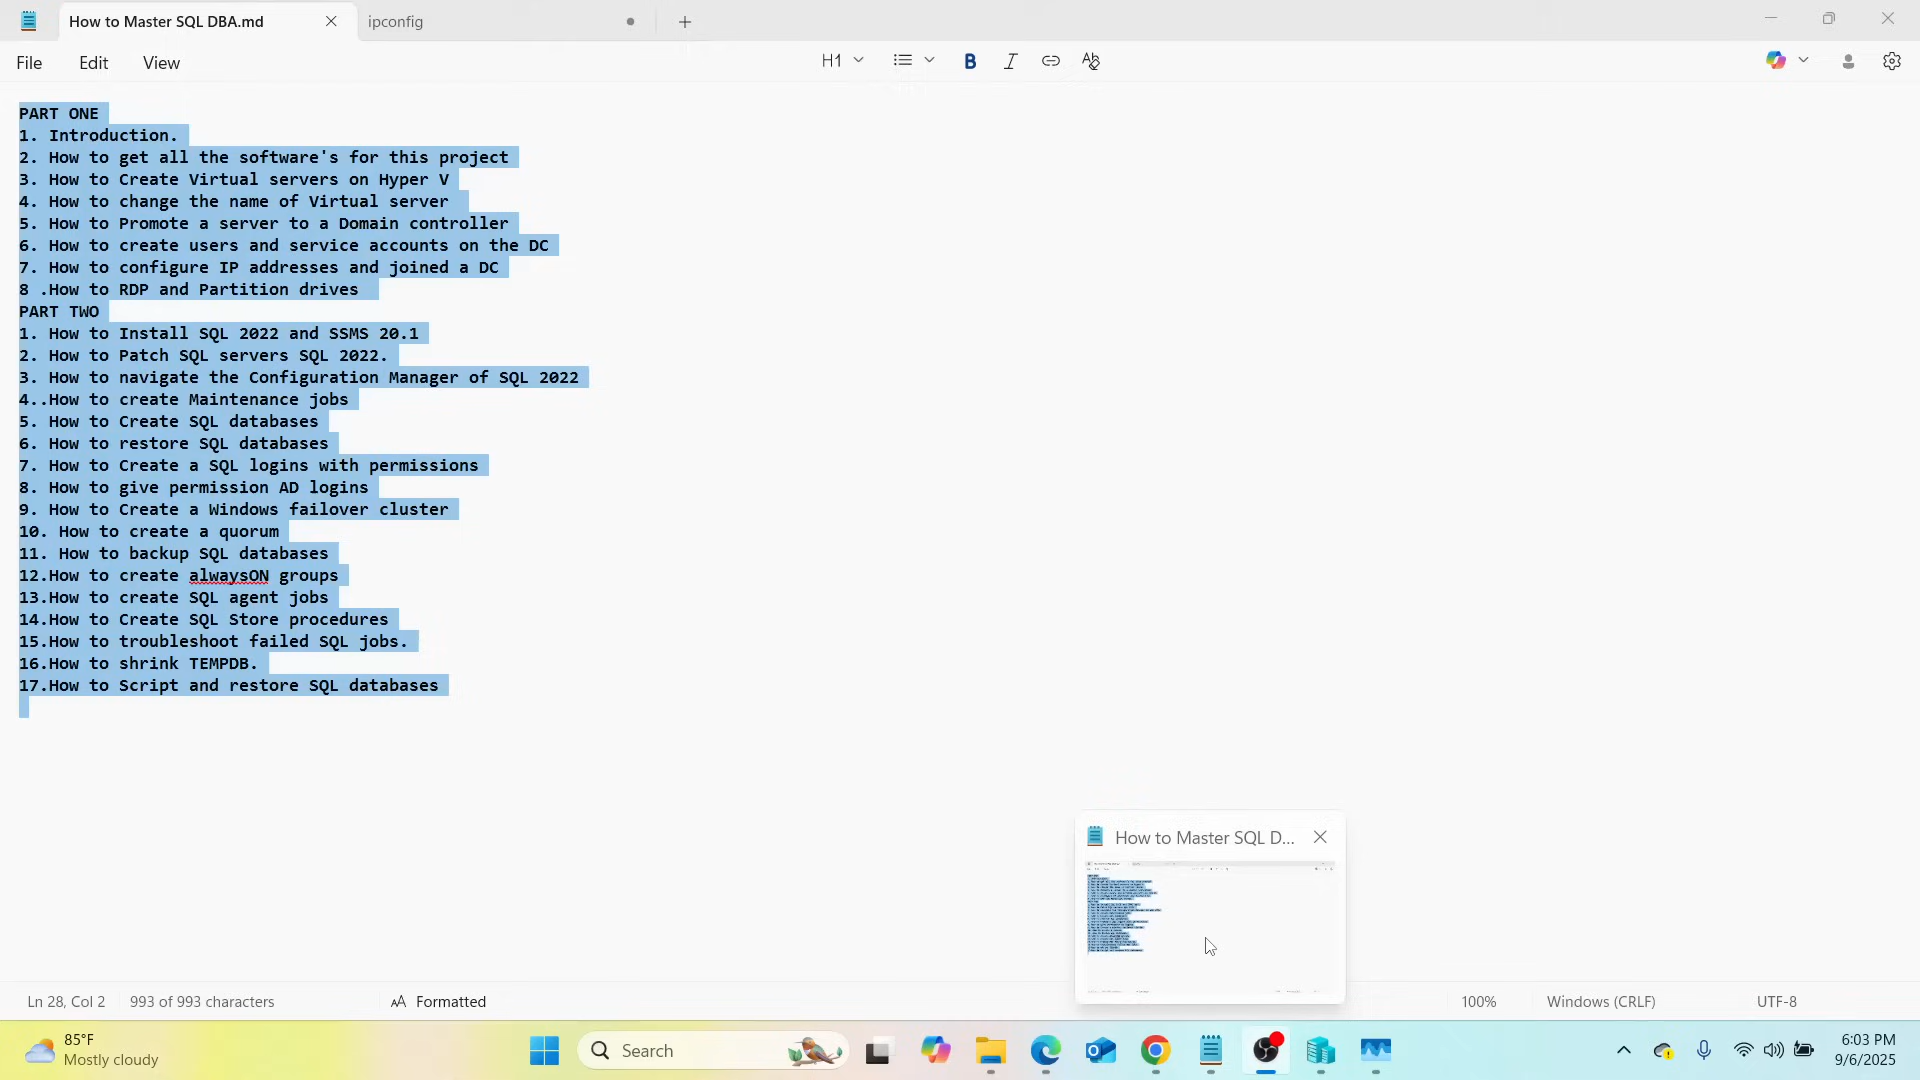 How to Master SQL DBA.md
ipconfig
File Edit View
H1
PART ONE
1. Introduction.
2. How to get all the software's for this project
3. How to Create Virtual servers on Hyper V
4. How to change the name of Virtual server
5. How to Promote a server to a Domain controller
6. How to create users and service accounts on the DC
7. How to configure IP addresses and joined a DC
8 .How to RDP and Partition drives
PART TWO
1. How to Install SQL 2022 and SSMS 20.1
2. How to Patch SQL servers SQL 2022.
3. How to navigate the Configuration Manager of SQL 2022
4..How to create Maintenance jobs
5. How to Create SQL databases
6. How to restore SQL databases
7. How to Create a SQL logins with permissions
8. How to give permission AD logins
9. How to Create a Windows failover cluster
10. How to create a quorum
11. How to backup SQL databases
12.How to create alwaysON groups
13.How to create SQL agent jobs
14.How to Create SQL Store procedures
15.How to troubleshoot failed SQL jobs.
16.How to shrink TEMPDB.
17.How to Script and restore SQL databases
How to Master SQL D...
Ln 28, Col 2 993 of 993 characters Formatted 100% Windows (CRLF) UTF-8
85°F
Mostly cloudy
Search
6:03 PM
9/6/2025